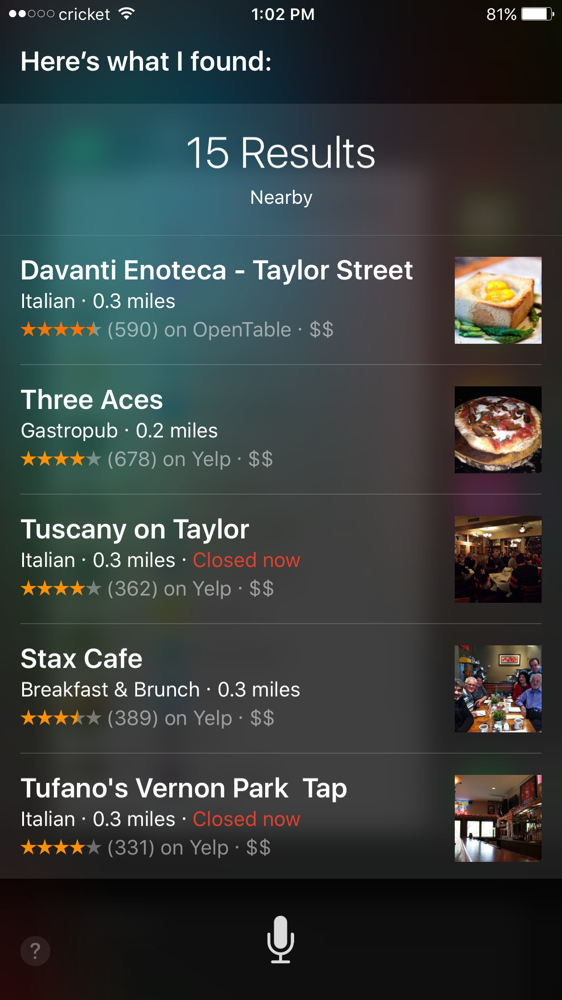 cricket 1:02 PM 81%
Here’s what I found:
15 Results
Nearby
Davanti Enoteca - Taylor Street
Italian · 0.3 miles
(590) on OpenTable · $$
Three Aces
Gastropub · 0.2 miles
(678) on Yelp · $$
Tuscany on Taylor
Italian · 0.3 miles · Closed now
(362) on Yelp · $$
Stax Cafe
Breakfast & Brunch · 0.3 miles
(389) on Yelp · $$
Tufano's Vernon Park  Tap
Italian · 0.3 miles · Closed now
(331) on Yelp · $$
?